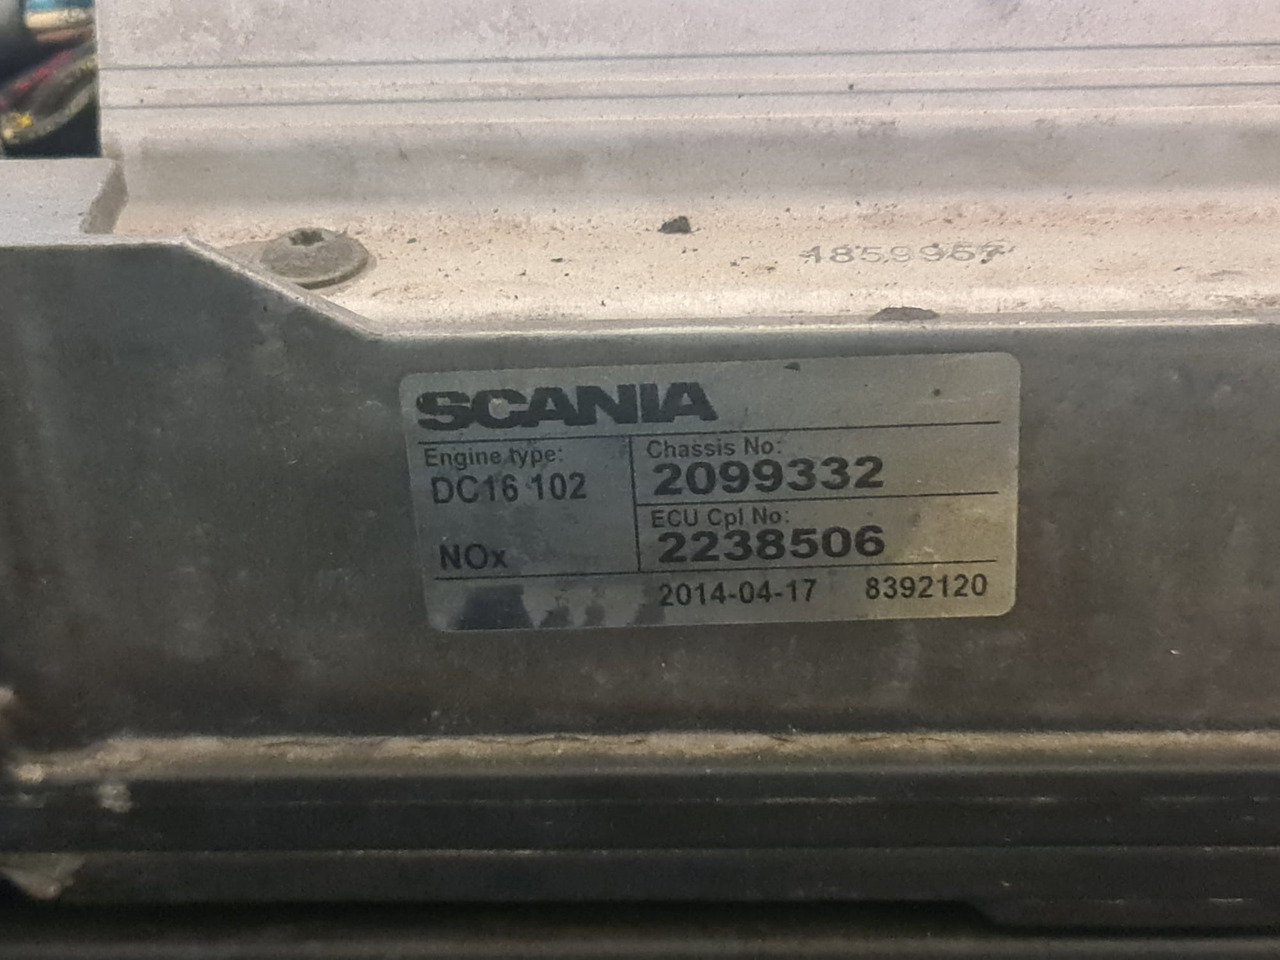 1859957
SCANIA
Engine type:
DC16 102
NOx
Chassis No:
2099332
ECU Cpl No:
2238506
2014-04-17 8392120